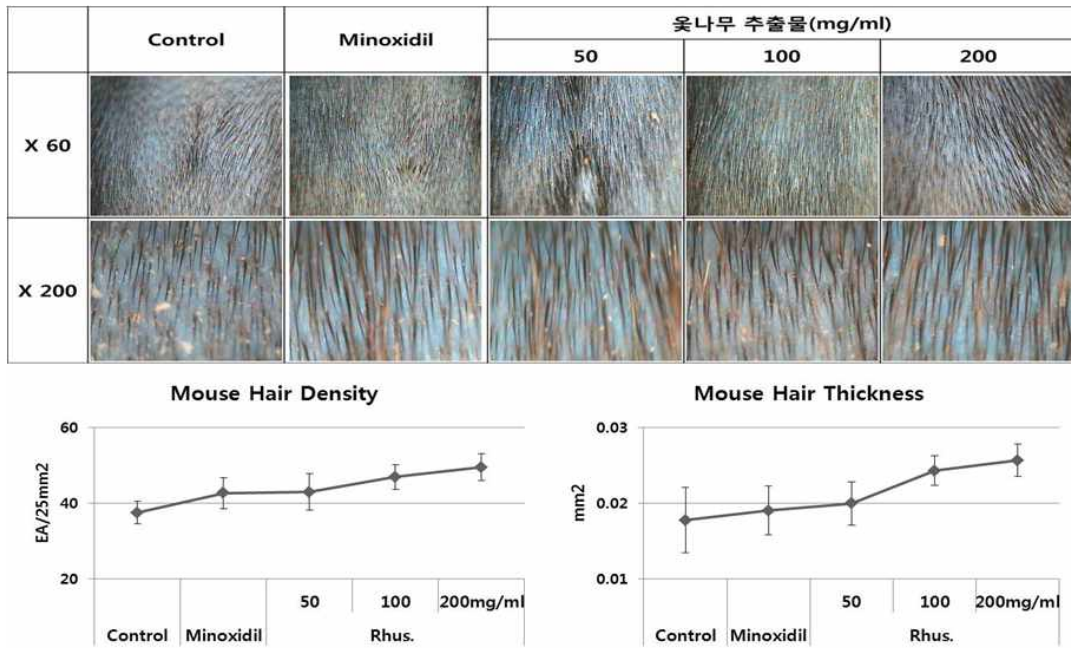 Control Minoxidil 옻나무 추출물(mg/ml)
50 100 200
X 60
X 200
Mouse Hair Density
60
40
20
EA/25mm2
50 100 200mg/ml
Control Minoxidil Rhus.
Mouse Hair Thickness
0.03
0.02
0.01
mm2
50 100 200mg/ml
Control Minoxidil Rhus.